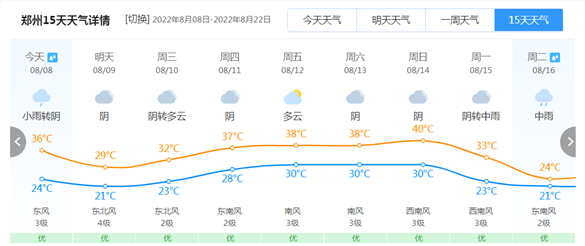 郑州15天天气详情 [切换] 2022年8月08日-2022年8月22日 今天天气 明天天气 一周天气 15天天气
今天 明天 周三 周四 周五 周六 周日 周一 周二
08/08 08/09 08/10 08/11 08/12 08/13 08/14 08/15 08/16
小雨转阴 阴 阴转多云 阴 多云 阴 阴 阴转中雨 中雨
36°C 29°C 32°C 37°C 38°C 38°C 40°C 33°C 24°C
24°C 21°C 23°C 28°C 30°C 30°C 30°C 23°C 21°C
东风 东北风 东北风 东南风 南风 南风 西南风 西南风 东南风
3级 4级 2级 2级 3级 3级 3级 3级 2级
优 优 优 优 优 优 优 优 优